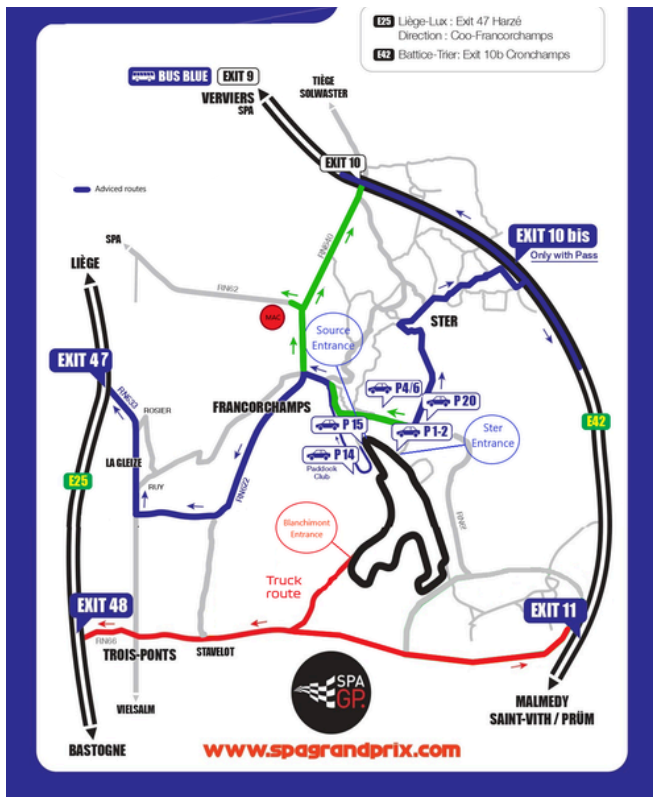 E25 Liège-Lux : Exit 47 Harzé
Direction : Coo-Francorchamps
E42 Battice-Trier: Exit 10b Cronchamps
BUS BLUE EXIT 9
VERVIERS
SPA
TIÈGE
SOLWASTER
EXIT 10
Adviced routes
RN640
EXIT 10 bis
Only with Pass
SPA
LIÈGE
RN62
MAC
Source
Entrance
STER
EXIT 47
RN633
ROSIER
FRANCORCHAMPS
P4/6
P 20
P 15
P 1-2
Ster
Entrance
E42
P 14
Paddock
Club
LA GLEIZE
E25
RUY
RN622
Blanchimont
Entrance
Truck
route
EXIT 48
EXIT 11
RN66
TROIS-PONTS
STAVELOT
SPA
GP.
VIELSALM
MALMEDY
SAINT-VITH / PRÜM
BASTOGNE
www.spagrandprix.com